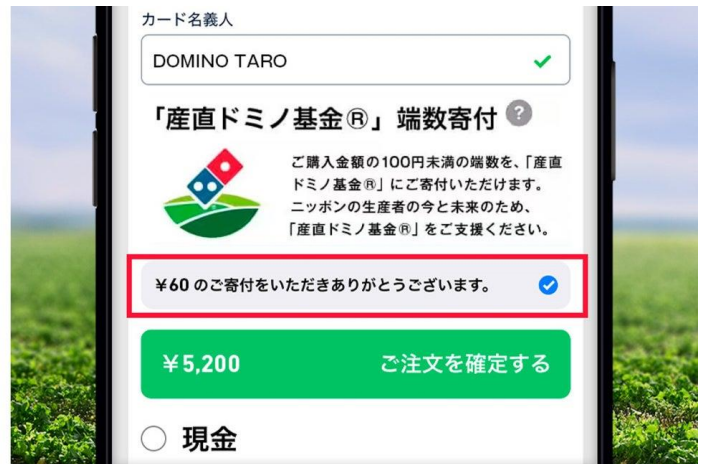 カード名義人
DOMINO TARO
「産直ドミノ基金®」端数寄付 ?
ご購入金額の100円未満の端数を、「産直
ドミノ基金®」にご寄付いただけます。
ニッポンの生産者の今と未来のため、
「産直ドミノ基金®」をご支援ください。
¥60 のご寄付をいただきありがとうございます。
¥5,200 ご注文を確定する
現金